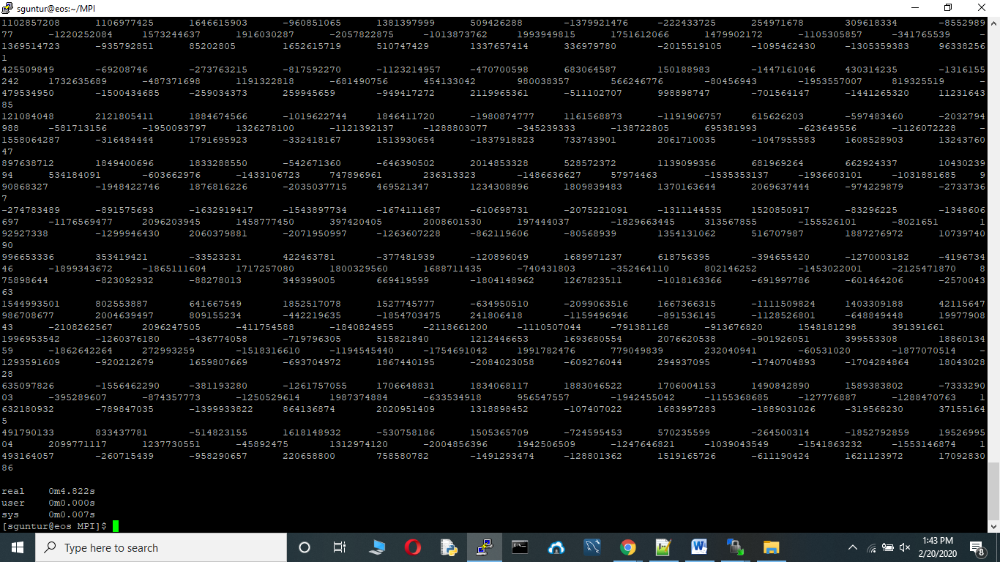 sguntur@eos:~/MPI
1102857208 1106977425 1646615903 -960851065 1381397999 509426288 -1379921476 -222433725 254971678 309618334 -8552989
77 -1220252084 1573244637 1916030287 -2057822875 -1013873762 1993949815 1751612066 1479902172 -1105305857 -341765539 -
1369514723 -935792851 85202805 1652615719 510747429 1337657414 336979780 -2015519105 -1095462430 -1305359383 96338256
1
425509849 -69208746 -273763215 -817592270 -1123214957 -470700598 683064587 150188983 -1447161046 430314235 -1316155
242 1732635689 -487371698 1191322818 -681490756 454133042 980038357 566246776 -80456943 -1953557007 819325519 -
479534950 -1500434685 -259034373 259945659 -949417272 2119965361 -511102707 998898747 -701564147 -1441265320 11231643
85
121084048 2121805411 1884674566 -1019622744 1846411720 -1980874777 1161568873 -1191906757 615626203 -597483460 -2032794
988 -581713156 -1950093797 1326278100 -1121392137 -1288803077 -345239333 -138722805 695381993 -623649556 -1126072228 -
1558064287 -316484444 1791695923 -332418167 1513930654 -1837918823 733743901 2061710035 -1047955583 1608528903 13243760
47
897638712 1849400696 1833288550 -542671360 -646390502 2014853328 528572372 1139099356 681969264 662924337 10430239
94 534184091 -603662976 -1433106723 747896961 236313323 -1486636627 57974463 -1535353137 -1936603101 -1031881685 9
90868327 -1948422746 1876816226 -2035037715 469521347 1234308896 1809839483 1370163644 2069637444 -974229879 -2733736
7
-274783489 -891575693 -1632919417 -1543897734 -1674111687 -610698731 -2075221091 -1311144535 1520850917 -83296225 -1348606
697 -1176569477 2096203945 1458777450 397420405 2008601530 197444037 -1829663445 313567855 -155526101 -8021651 1
92927338 -1299946430 2060379881 -2071950997 -1263607228 -862119606 -80568939 1354131062 516707987 1887276972 10739740
90
996653336 353419421 -33523231 422463781 -377481939 -120896049 1689971237 618756395 -394655420 -1270003182 -4196734
46 -1899343672 -1865111604 1717257080 1800329560 1688711435 -740431803 -352464110 802146252 -1453022001 -2125471870 8
75898644 -823092932 -88278013 349399005 669419599 -1804148962 1267823511 -1018163366 -691997786 -601464206 -2570043
63
1544993501 802553887 641667549 1852517078 1527745777 -634950510 -2099063516 1667366315 -1111509824 1403309188 42115647
986708677 2004639497 809155234 -442219635 -1854703475 241806418 -1159496946 -891536145 -1128526801 -648849448 19977908
43 -2108262567 2096247505 -411754588 -1840824955 -2118661200 -1110507044 -791381168 -913676820 1548181298 391391661
1996953542 -1260376180 -436774058 -719796305 515821840 1212446653 1693680554 2076620538 -901926051 399553308 18860134
59 -1862642264 272993259 -1518316610 -1194545440 -1754691042 1991782476 779049839 232040941 -60531020 -1877070514 -
1293591609 -920212679 1659807669 -693704972 1867440195 -2084023058 -609276044 294937095 -1740704893 -1704284864 18043028
28
635097826 -1556462290 -381193280 -1261757055 1706648831 1834068117 1883046522 1706004153 1490842890 1589383802 -7333290
03 -395289607 -874357773 -1250529614 1987374884 -633534918 956547557 -1942455042 -1155368685 -127776887 -1288470763 1
632180932 -789847035 -1399933822 864136874 2020951409 1318898452 -107407022 1683997283 -1889031026 -319568230 37155164
5
491790133 833437781 -514823155 1618148932 -530758186 1505365709 -724595453 570235599 -264500314 -1852792859 19526995
04 2099771117 1237730551 -45892475 1312974120 -2004856396 1942506509 -1247646821 -1039043549 -1541863232 -1553146874 1
493164057 -260715439 -958290657 220658800 758580782 -1491293474 -128801362 1519165726 -611190424 1621123972 17092830
86
real 0m4.822s
user 0m0.000s
sys 0m0.007s
[sguntur@eos MPI]$
Type here to search
1:43 PM
2/20/2020
8